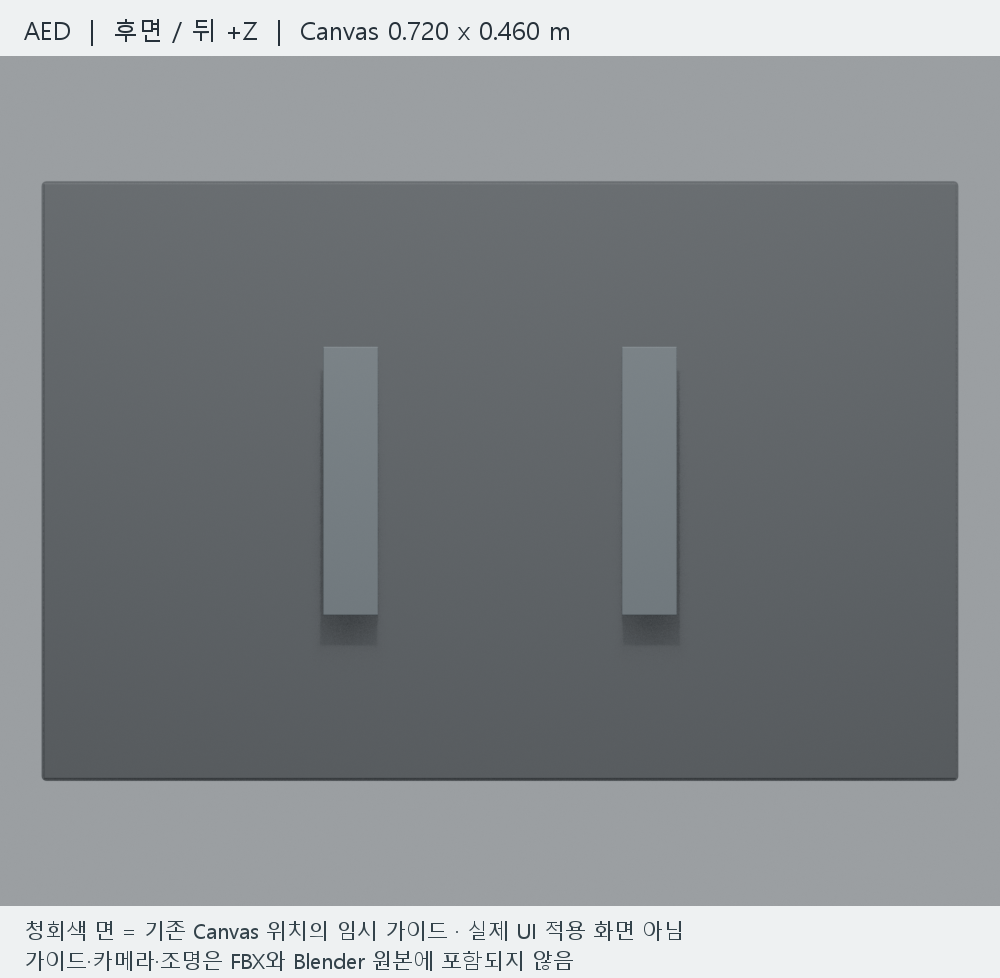 AED | 후면 / 뒤 +Z | Canvas 0.720 x 0.460 m
청회색 면 = 기존 Canvas 위치의 임시 가이드 · 실제 UI 적용 화면 아님
가이드·카메라·조명은 FBX와 Blender 원본에 포함되지 않음